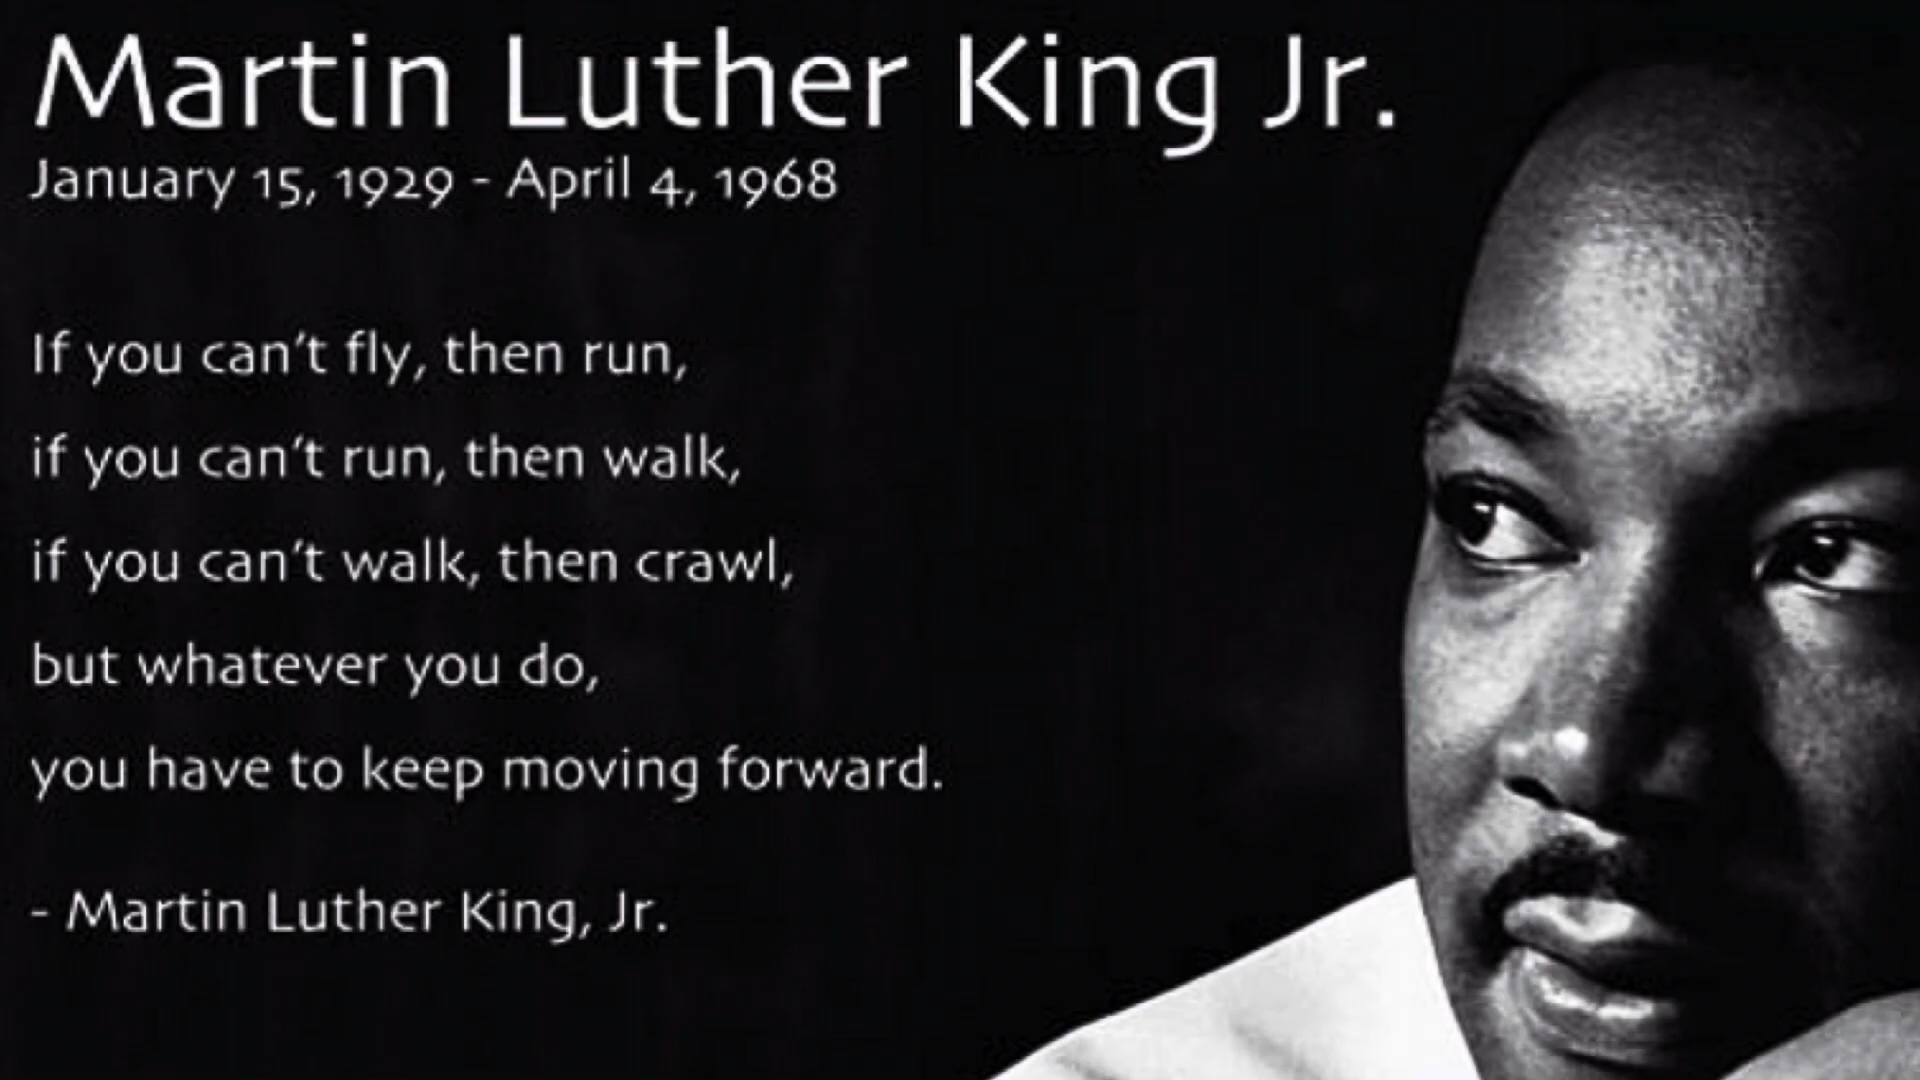 Martin Luther King Jr.
January 15, 1929 - April 4, 1968
If you can't fly, then run,
if you can't run, then walk,
if you can't walk, then crawl,
but whatever you do,
you have to keep moving forward.
- Martin Luther King, Jr.